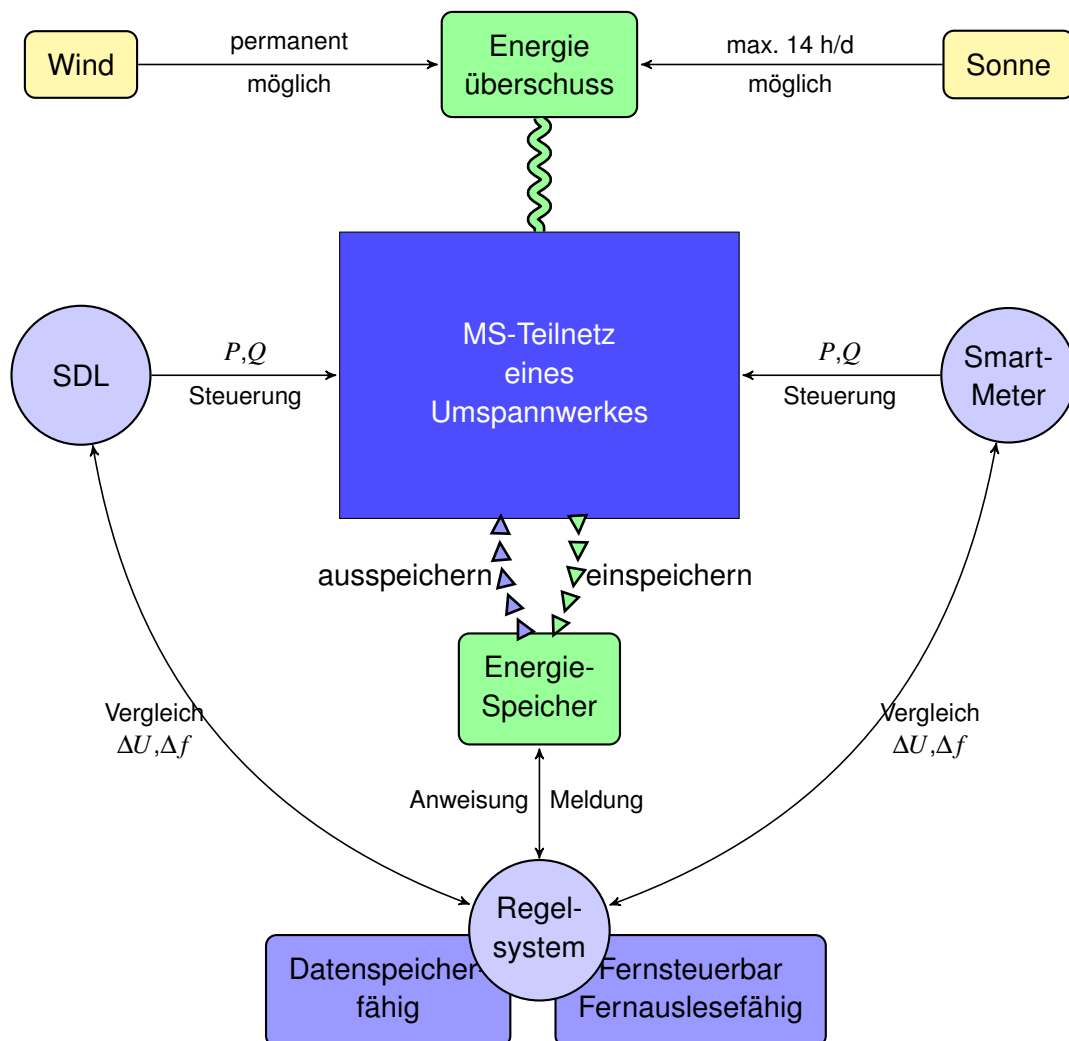 Wind
permanent
möglich
Energie
überschuss
max. 14 h/d
möglich
Sonne
SDL
P,Q
Steuerung
MS-Teilnetz
eines
Umspannwerkes
P,Q
Steuerung
Smart-
Meter
ausspeichern
einspeichern
Energie-
Speicher
Vergleich
ΔU,Δf
Vergleich
ΔU,Δf
Anweisung
Meldung
Regel-
system
Datenspeicher-
fähig
Fernsteuerbar
Fernauslesefähig